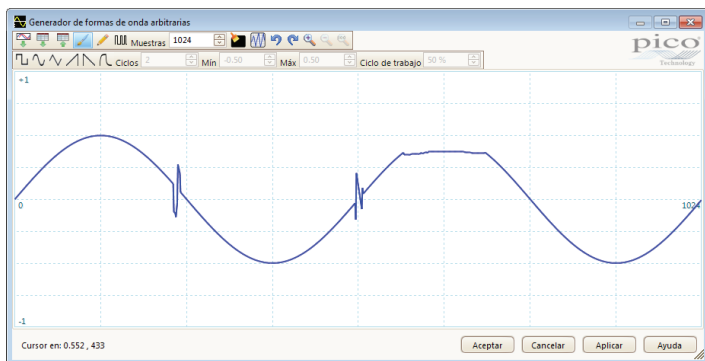 Generador de formas de onda arbitrarias
Muestras 1024
pico
Technology
Ciclos 2 Mín -0.50 Máx 0.50 Ciclo de trabajo 50 %
+1
0
1024
-1
Cursor en: 0.552 , 433
Aceptar Cancelar Aplicar Ayuda